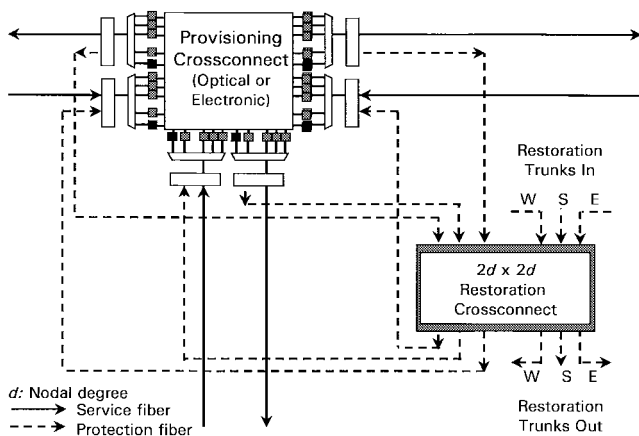 Provisioning
Crossconnect
(Optical or
Electronic)
Restoration
Trunks In
W S E
2d x 2d
Restoration
Crossconnect
W S E
Restoration
Trunks Out
d: Nodal degree
Service fiber
Protection fiber